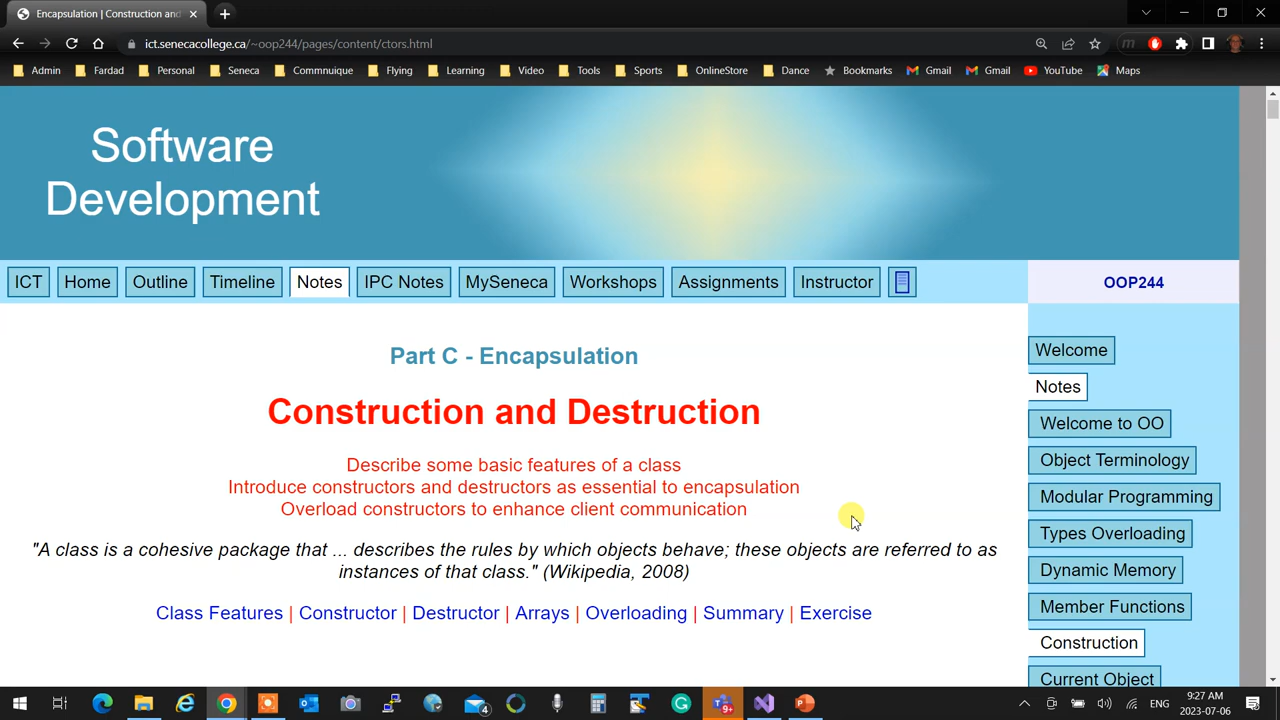 Encapsulation | Construction and
ict.senecacollege.ca/~oop244/pages/content/ctors.html
Admin Fardad Personal Seneca Commnuique Flying Learning Video Tools Sports OnlineStore Dance Bookmarks Gmail Gmail YouTube Maps
Software
Development
ICT Home Outline Timeline Notes IPC Notes MySeneca Workshops Assignments Instructor
OOP244
Part C - Encapsulation
Construction and Destruction
Describe some basic features of a class
Introduce constructors and destructors as essential to encapsulation
Overload constructors to enhance client communication
"A class is a cohesive package that ... describes the rules by which objects behave; these objects are referred to as
instances of that class." (Wikipedia, 2008)
Class Features | Constructor | Destructor | Arrays | Overloading | Summary | Exercise
Welcome
Notes
Welcome to OO
Object Terminology
Modular Programming
Types Overloading
Dynamic Memory
Member Functions
Construction
Current Object
4
9+
ENG
9:27 AM
2023-07-06